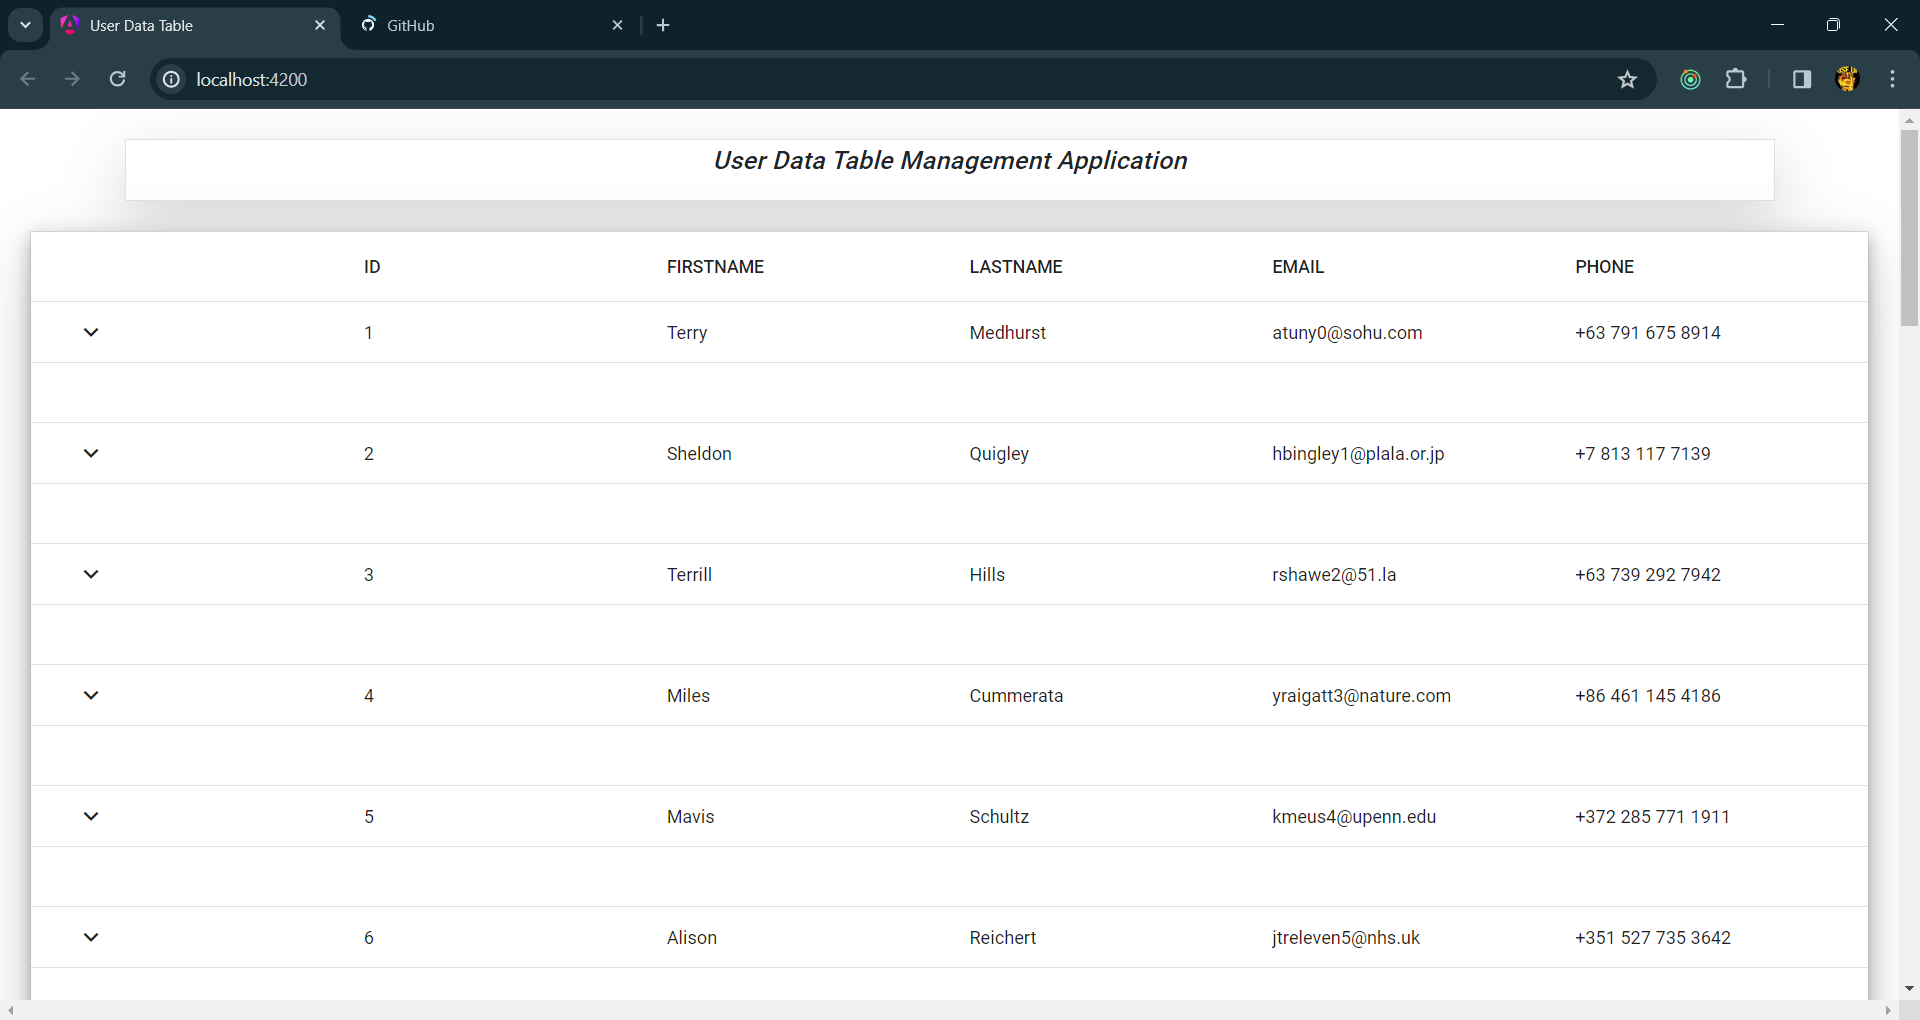 User Data Table
GitHub
localhost:4200
User Data Table Management Application
ID FIRSTNAME LASTNAME EMAIL PHONE
1 Terry Medhurst atuny0@sohu.com +63 791 675 8914
2 Sheldon Quigley hbingley1@plala.or.jp +7 813 117 7139
3 Terrill Hills rshawe2@51.la +63 739 292 7942
4 Miles Cummerata yraigatt3@nature.com +86 461 145 4186
5 Mavis Schultz kmeus4@upenn.edu +372 285 771 1911
6 Alison Reichert jtreleven5@nhs.uk +351 527 735 3642